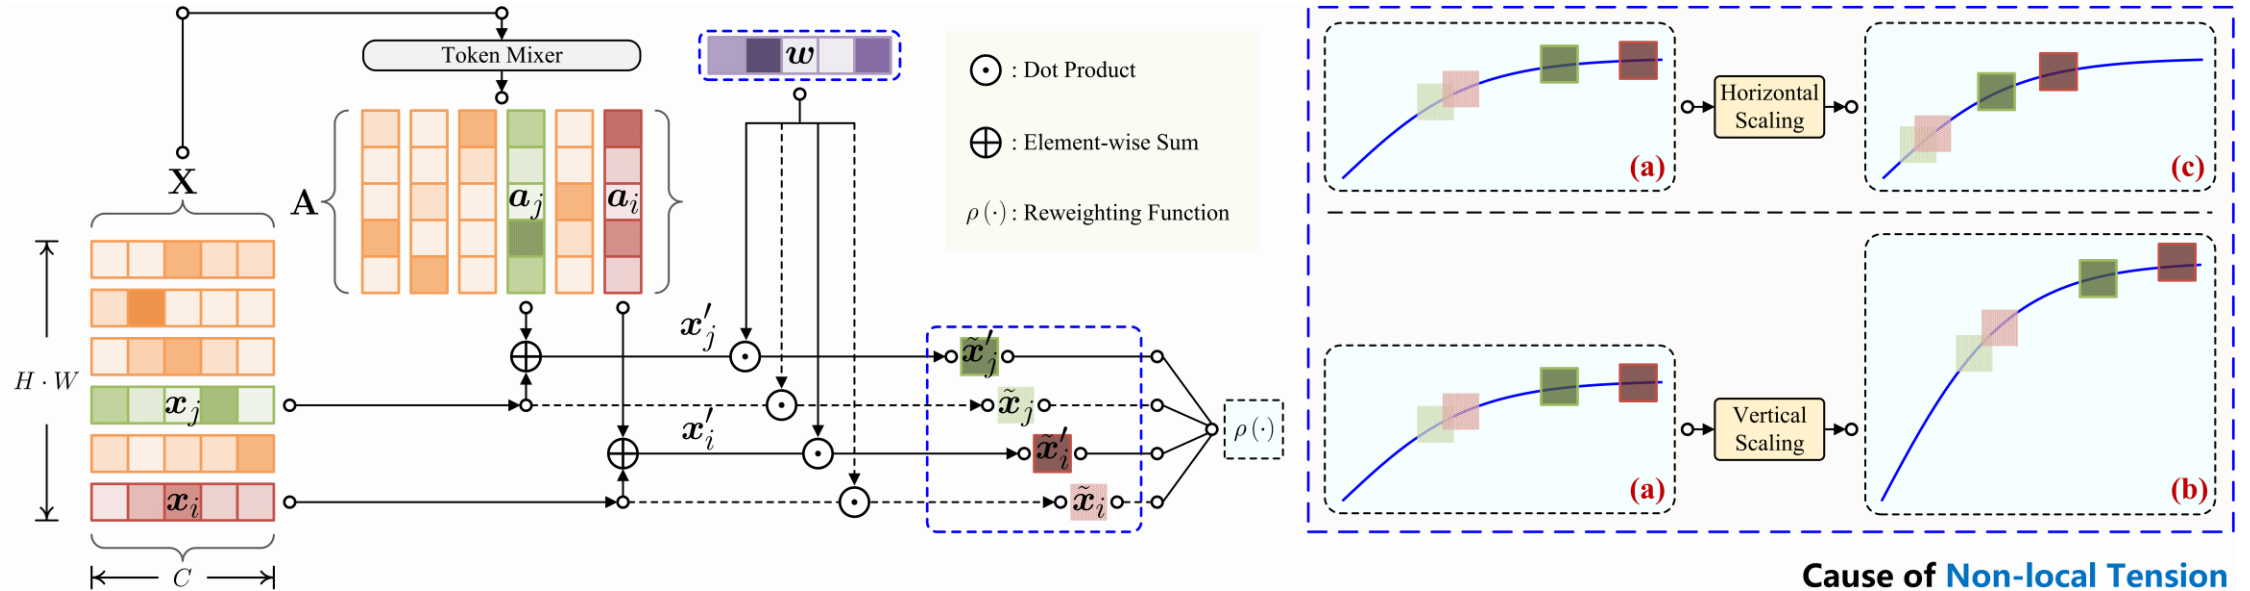 Token Mixer
w
X
A
a_j
a_i
⊙ : Dot Product
⊕ : Element-wise Sum
ρ(·) : Reweighting Function
H · W
x_j
x_i
C
x′_j
x′_i
x̃′_j
x̃_j
x̃′_i
x̃_i
ρ(·)
(a)
Horizontal
Scaling
(c)
(a)
Vertical
Scaling
(b)
Cause of Non-local Tension